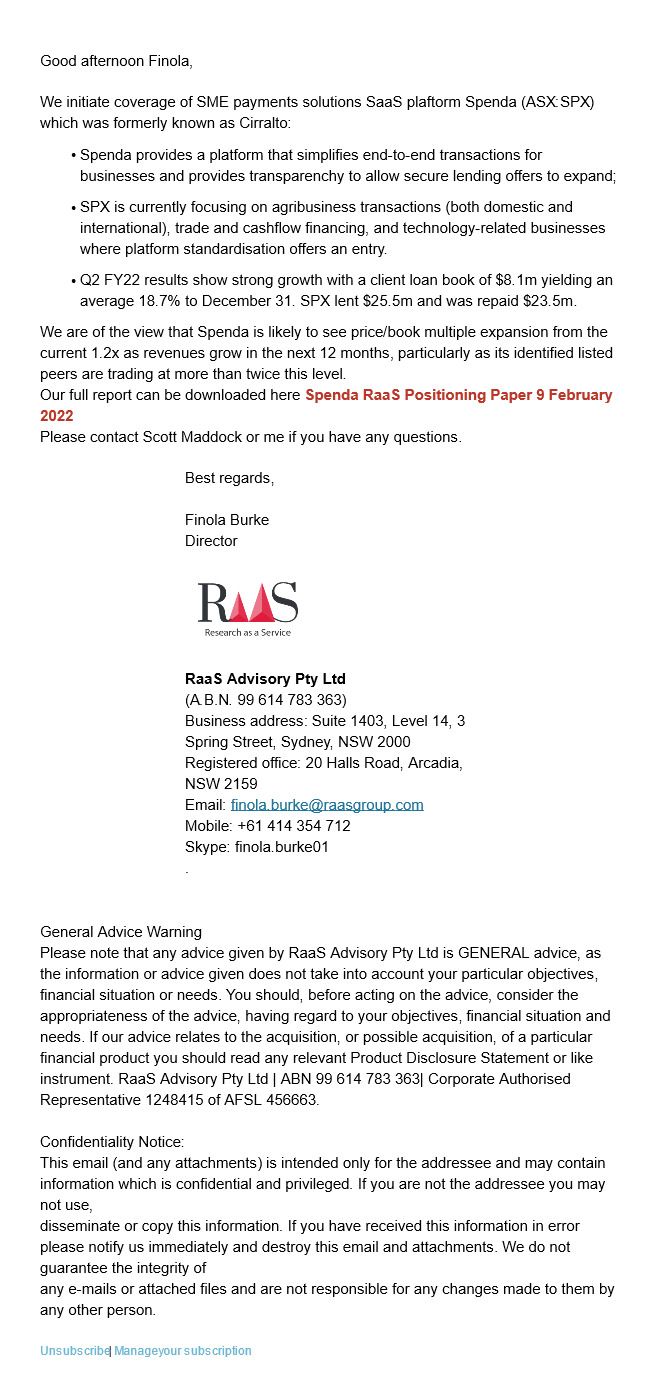 Good afternoon Finola,
We initiate coverage of SME payments solutions SaaS plaftorm Spenda (ASX:SPX)
which was formerly known as Cirralto:
• Spenda provides a platform that simplifies end-to-end transactions for
businesses and provides transparenchy to allow secure lending offers to expand;
• SPX is currently focusing on agribusiness transactions (both domestic and
international), trade and cashflow financing, and technology-related businesses
where platform standardisation offers an entry.
• Q2 FY22 results show strong growth with a client loan book of $8.1m yielding an
average 18.7% to December 31. SPX lent $25.5m and was repaid $23.5m.
We are of the view that Spenda is likely to see price/book multiple expansion from the
current 1.2x as revenues grow in the next 12 months, particularly as its identified listed
peers are trading at more than twice this level.
Our full report can be downloaded here Spenda RaaS Positioning Paper 9 February
2022
Please contact Scott Maddock or me if you have any questions.
Best regards,
Finola Burke
Director
RAAS
Research as a Service
RaaS Advisory Pty Ltd
(A.B.N. 99 614 783 363)
Business address: Suite 1403, Level 14, 3
Spring Street, Sydney, NSW 2000
Registered office: 20 Halls Road, Arcadia,
NSW 2159
Email: finola.burke@raasgroup.com
Mobile: +61 414 354 712
Skype: finola.burke01
.
General Advice Warning
Please note that any advice given by RaaS Advisory Pty Ltd is GENERAL advice, as
the information or advice given does not take into account your particular objectives,
financial situation or needs. You should, before acting on the advice, consider the
appropriateness of the advice, having regard to your objectives, financial situation and
needs. If our advice relates to the acquisition, or possible acquisition, of a particular
financial product you should read any relevant Product Disclosure Statement or like
instrument. RaaS Advisory Pty Ltd | ABN 99 614 783 363| Corporate Authorised
Representative 1248415 of AFSL 456663.
Confidentiality Notice:
This email (and any attachments) is intended only for the addressee and may contain
information which is confidential and privileged. If you are not the addressee you may
not use,
disseminate or copy this information. If you have received this information in error
please notify us immediately and destroy this email and attachments. We do not
guarantee the integrity of
any e-mails or attached files and are not responsible for any changes made to them by
any other person.
Unsubscribe| Manageyour subscription